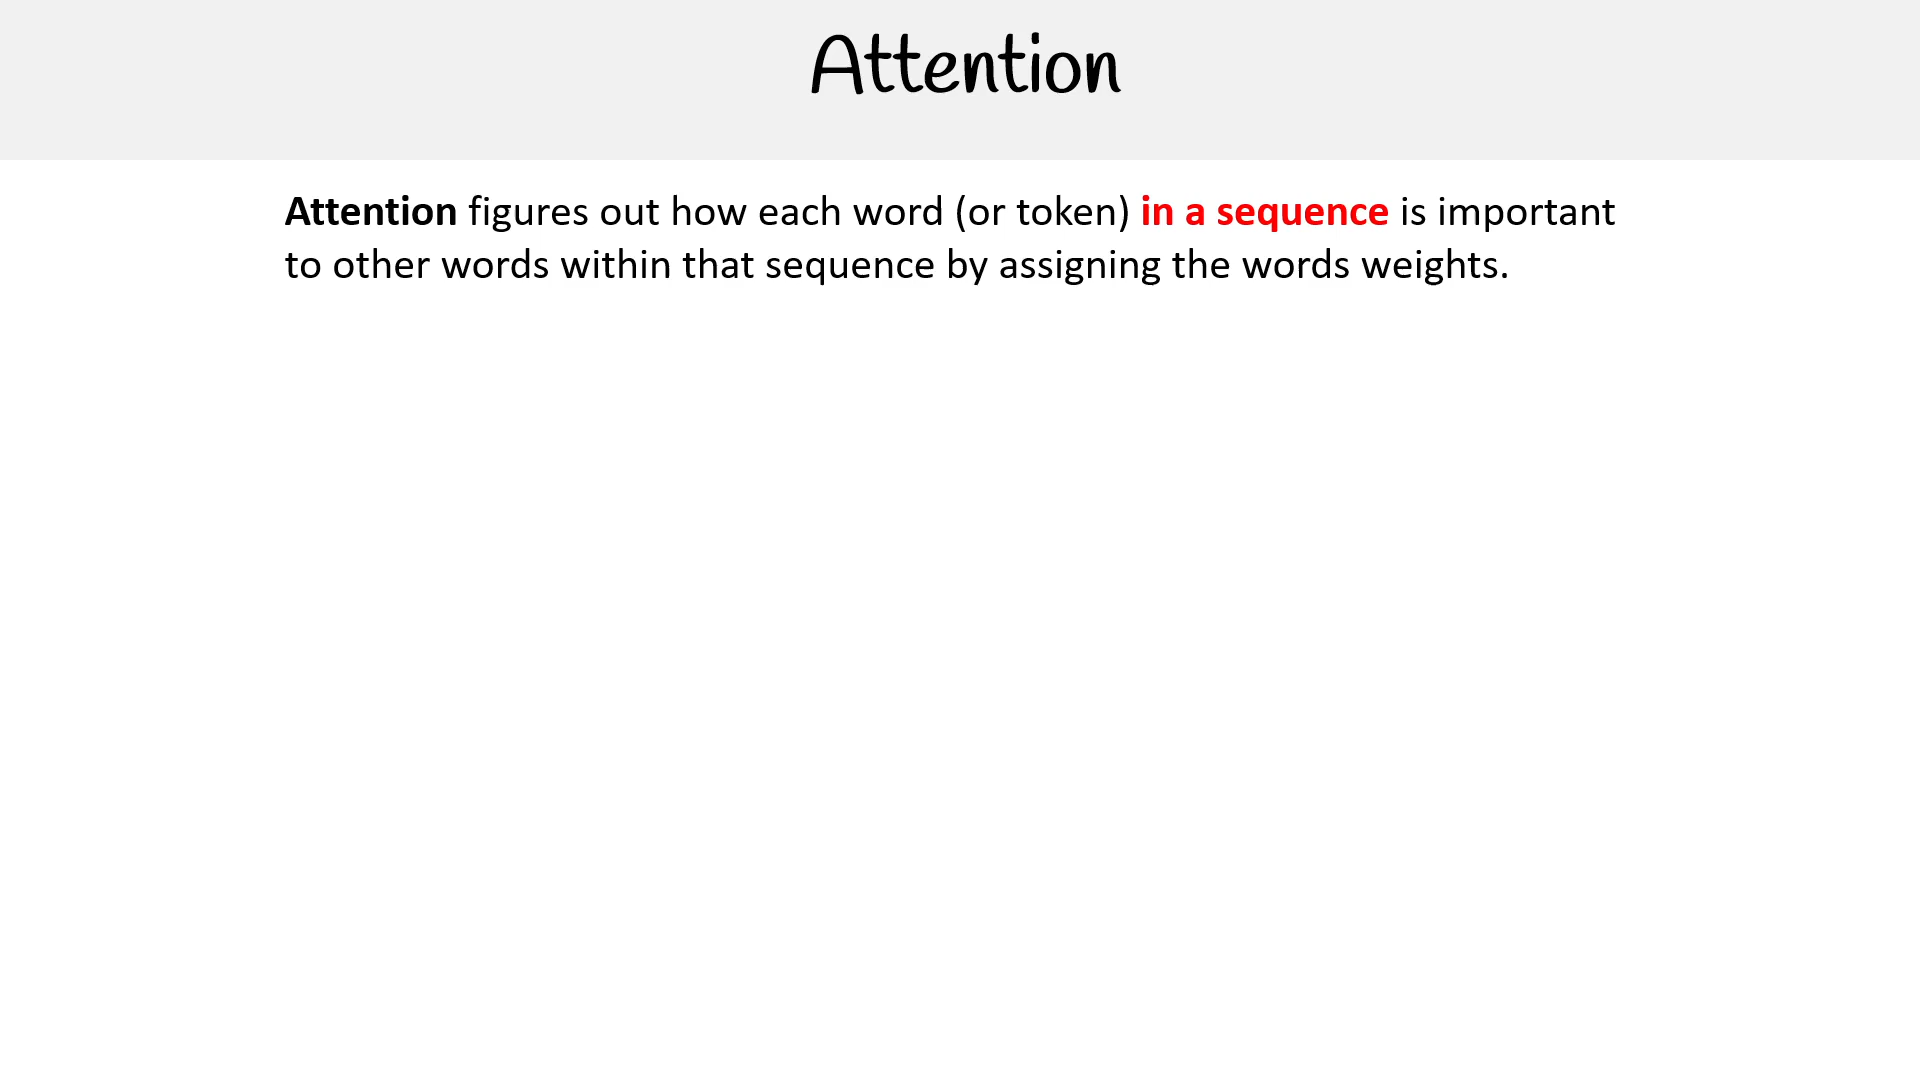 Attention
Attention figures out how each word (or token) in a sequence is important
to other words within that sequence by assigning the words weights.